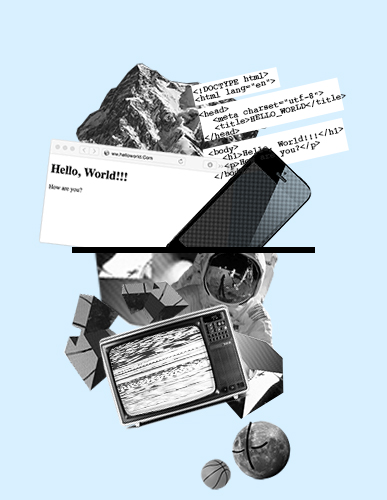 <!DOCTYPE html>
<html lang="en">
<head>
<meta charset="utf-8">
<title>HELLO_WORLD</title>
</head>
<body>
<h1>Hello, World!!!</h1>
you?</p>
www.helloworld.com
Hello, World!!!
How are you?